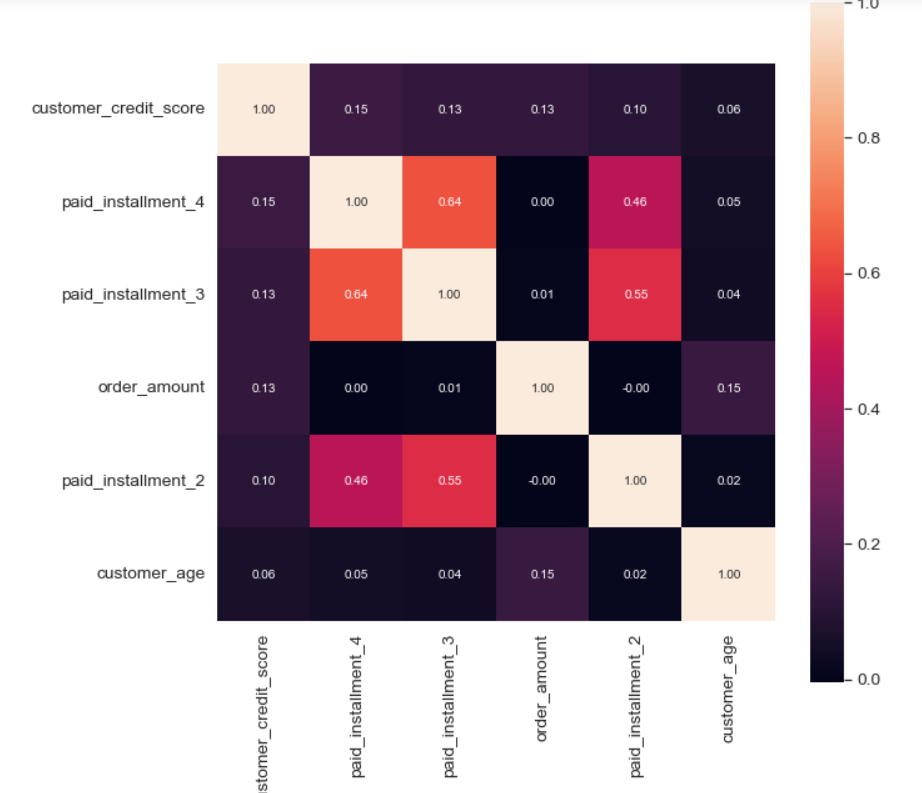 1.0
customer_credit_score 1.00 0.15 0.13 0.13 0.10 0.06
0.8
paid_installment_4 0.15 1.00 0.64 0.00 0.46 0.05
0.6
paid_installment_3 0.13 0.64 1.00 0.01 0.55 0.04
order_amount 0.13 0.00 0.01 1.00 -0.00 0.15
0.4
paid_installment_2 0.10 0.46 0.55 -0.00 1.00 0.02
0.2
customer_age 0.06 0.05 0.04 0.15 0.02 1.00
0.0
stomer_credit_score
paid_installment_4
paid_installment_3
order_amount
paid_installment_2
customer_age